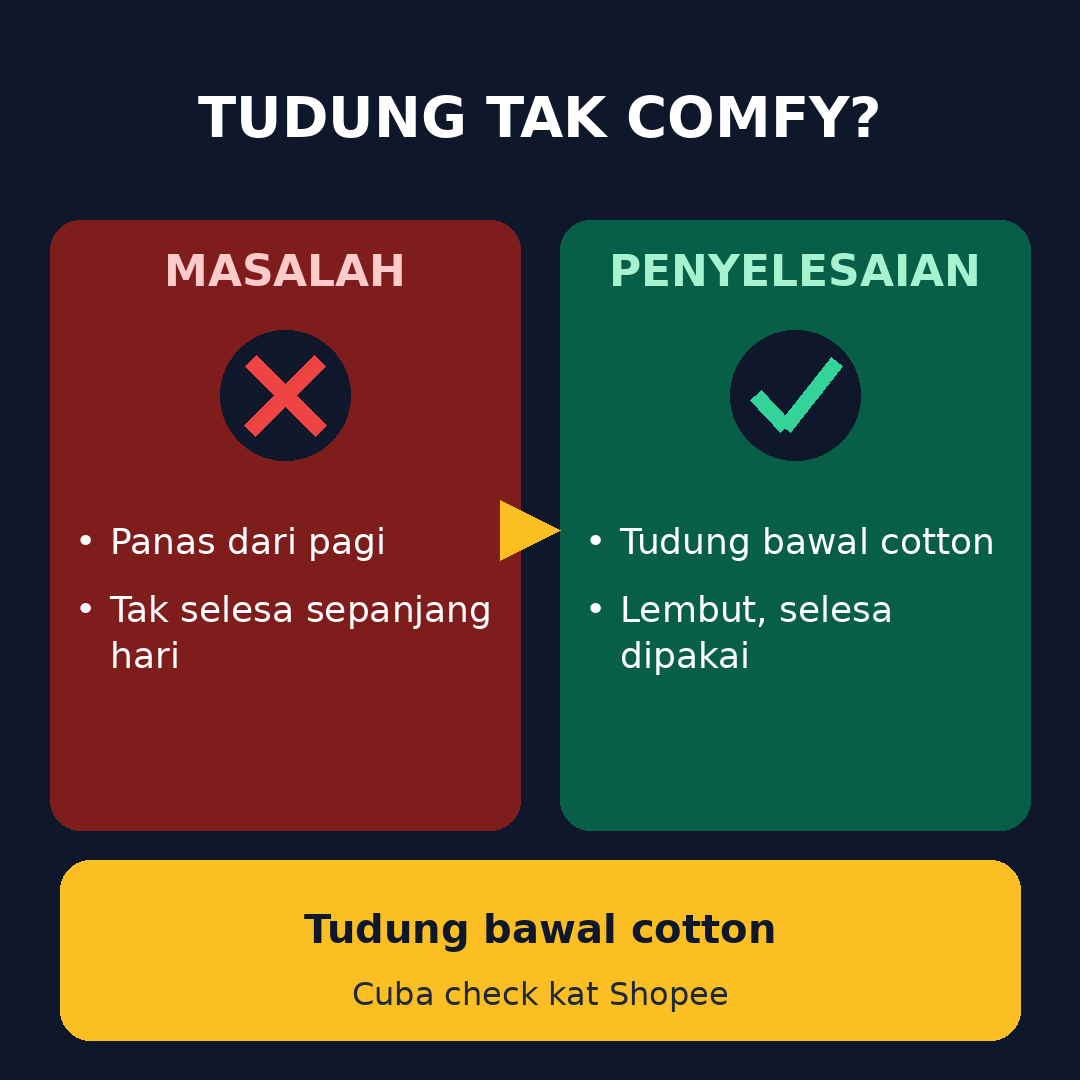 TUDUNG TAK COMFY?
MASALAH
• Panas dari pagi
• Tak selesa sepanjang
hari
PENYELESAIAN
• Tudung bawal cotton
• Lembut, selesa
dipakai
Tudung bawal cotton
Cuba check kat Shopee